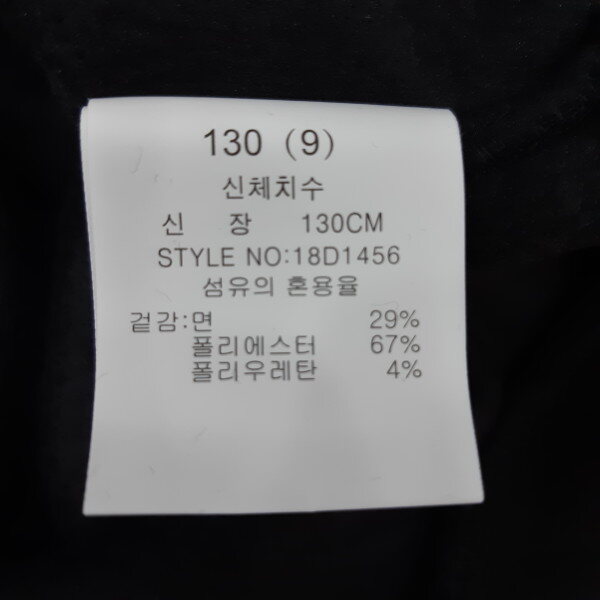 130 (9)
신체치수
신 장 130CM
STYLE NO:18D1456
섬유의 혼용율
겉감:면 29%
폴리에스터 67%
폴리우레탄 4%